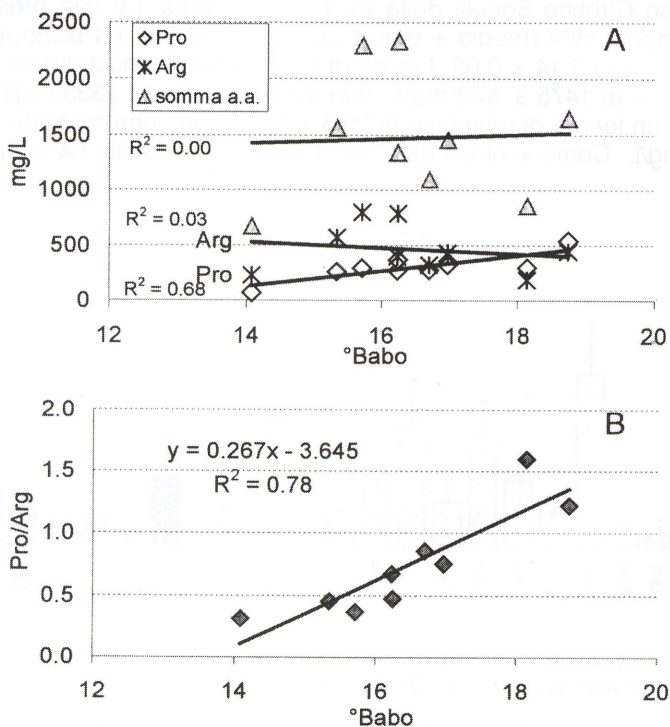 2500
2000
1500
1000
500
0
mg/L
Pro
Arg
somma a.a.
A
R² = 0.00
R² = 0.03
Arg
Pro
R² = 0.68
12
14
16
18
20
°Babo
2.0
1.5
1.0
0.5
0.0
Pro/Arg
B
y = 0.267x - 3.645
R² = 0.78
12
14
16
18
20
°Babo